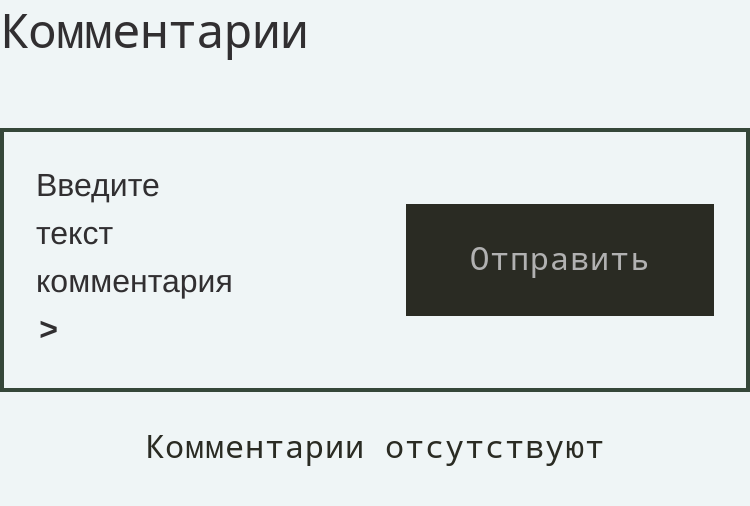 Комментарии
Введите
текст
комментария
>
Отправить
Комментарии отсутствуют